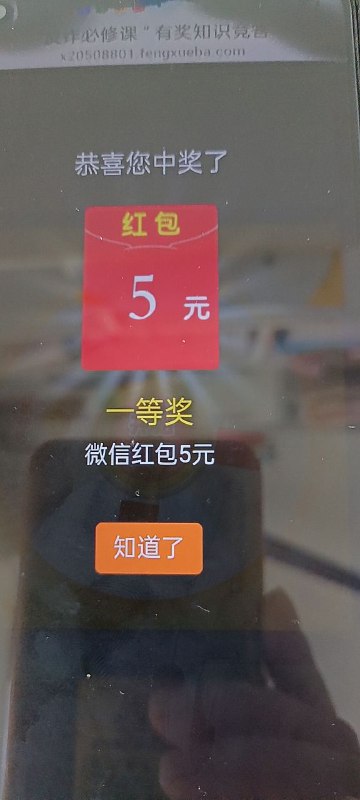 必修课“有奖知识竞答
x20508801.fengxueba.com
恭喜您中奖了
红包
5 元
一等奖
微信红包5元
知道了